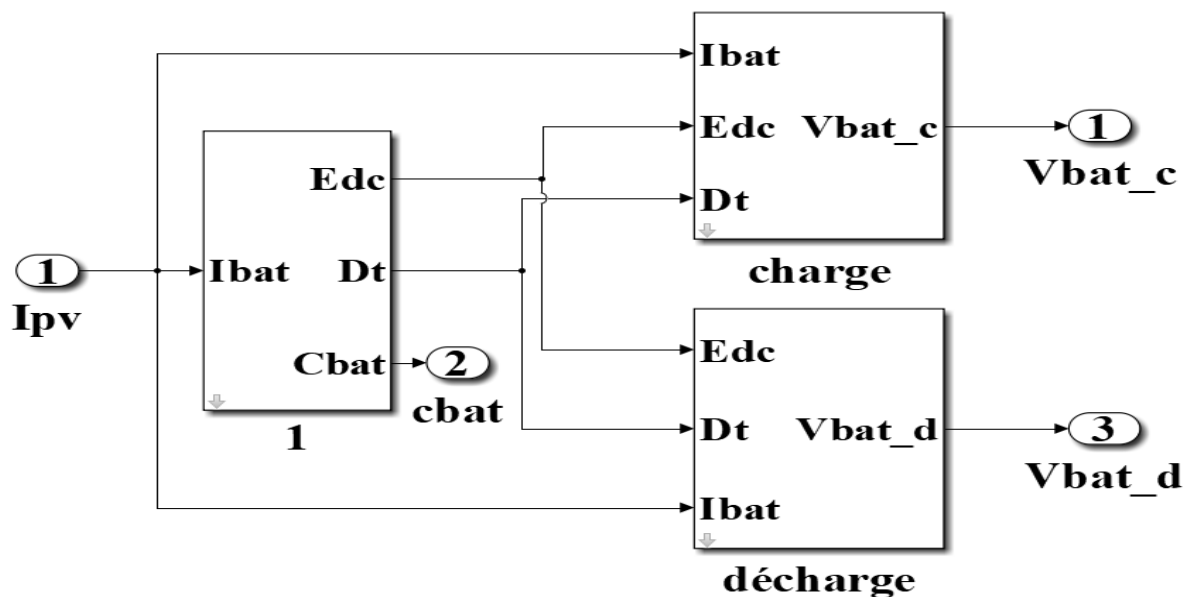 Ibat
Edc Vbat_c
Dt
charge
1
Vbat_c
Edc
Ibat Dt
Cbat
1
1
Ipv
2
cbat
Edc
Dt Vbat_d
Ibat
décharge
3
Vbat_d